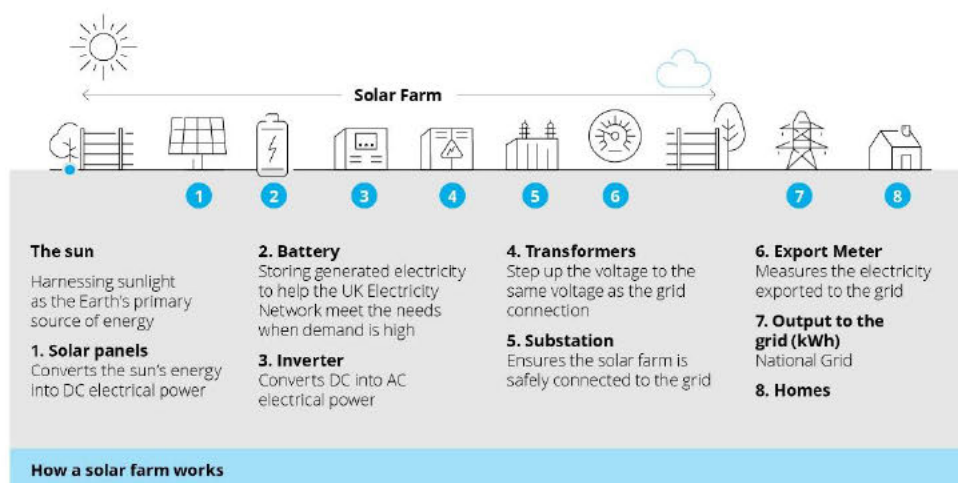 Solar Farm
1
2
3
4
5
6
7
8
The sun
Harnessing sunlight
as the Earth's primary
source of energy
1. Solar panels
Converts the sun's energy
into DC electrical power
2. Battery
Storing generated electricity
to help the UK Electricity
Network meet the needs
when demand is high
3. Inverter
Converts DC into AC
electrical power
4. Transformers
Step up the voltage to the
same voltage as the grid
connection
5. Substation
Ensures the solar farm is
safely connected to the grid
6. Export Meter
Measures the electricity
exported to the grid
7. Output to the
grid (kWh)
National Grid
8. Homes
How a solar farm works